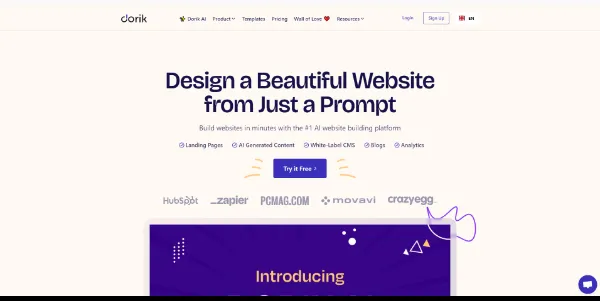 dorik
Dorik AI Product Templates Pricing Wall of Love Resources
Login Sign Up EN
Design a Beautiful Website
from Just a Prompt
Build websites in minutes with the #1 AI website building platform
Landing Pages AI Generated Content White-Label CMS Blogs Analytics
Try it Free
HubSpot zapier PCMAG.COM movavi crazyegg
Introducing